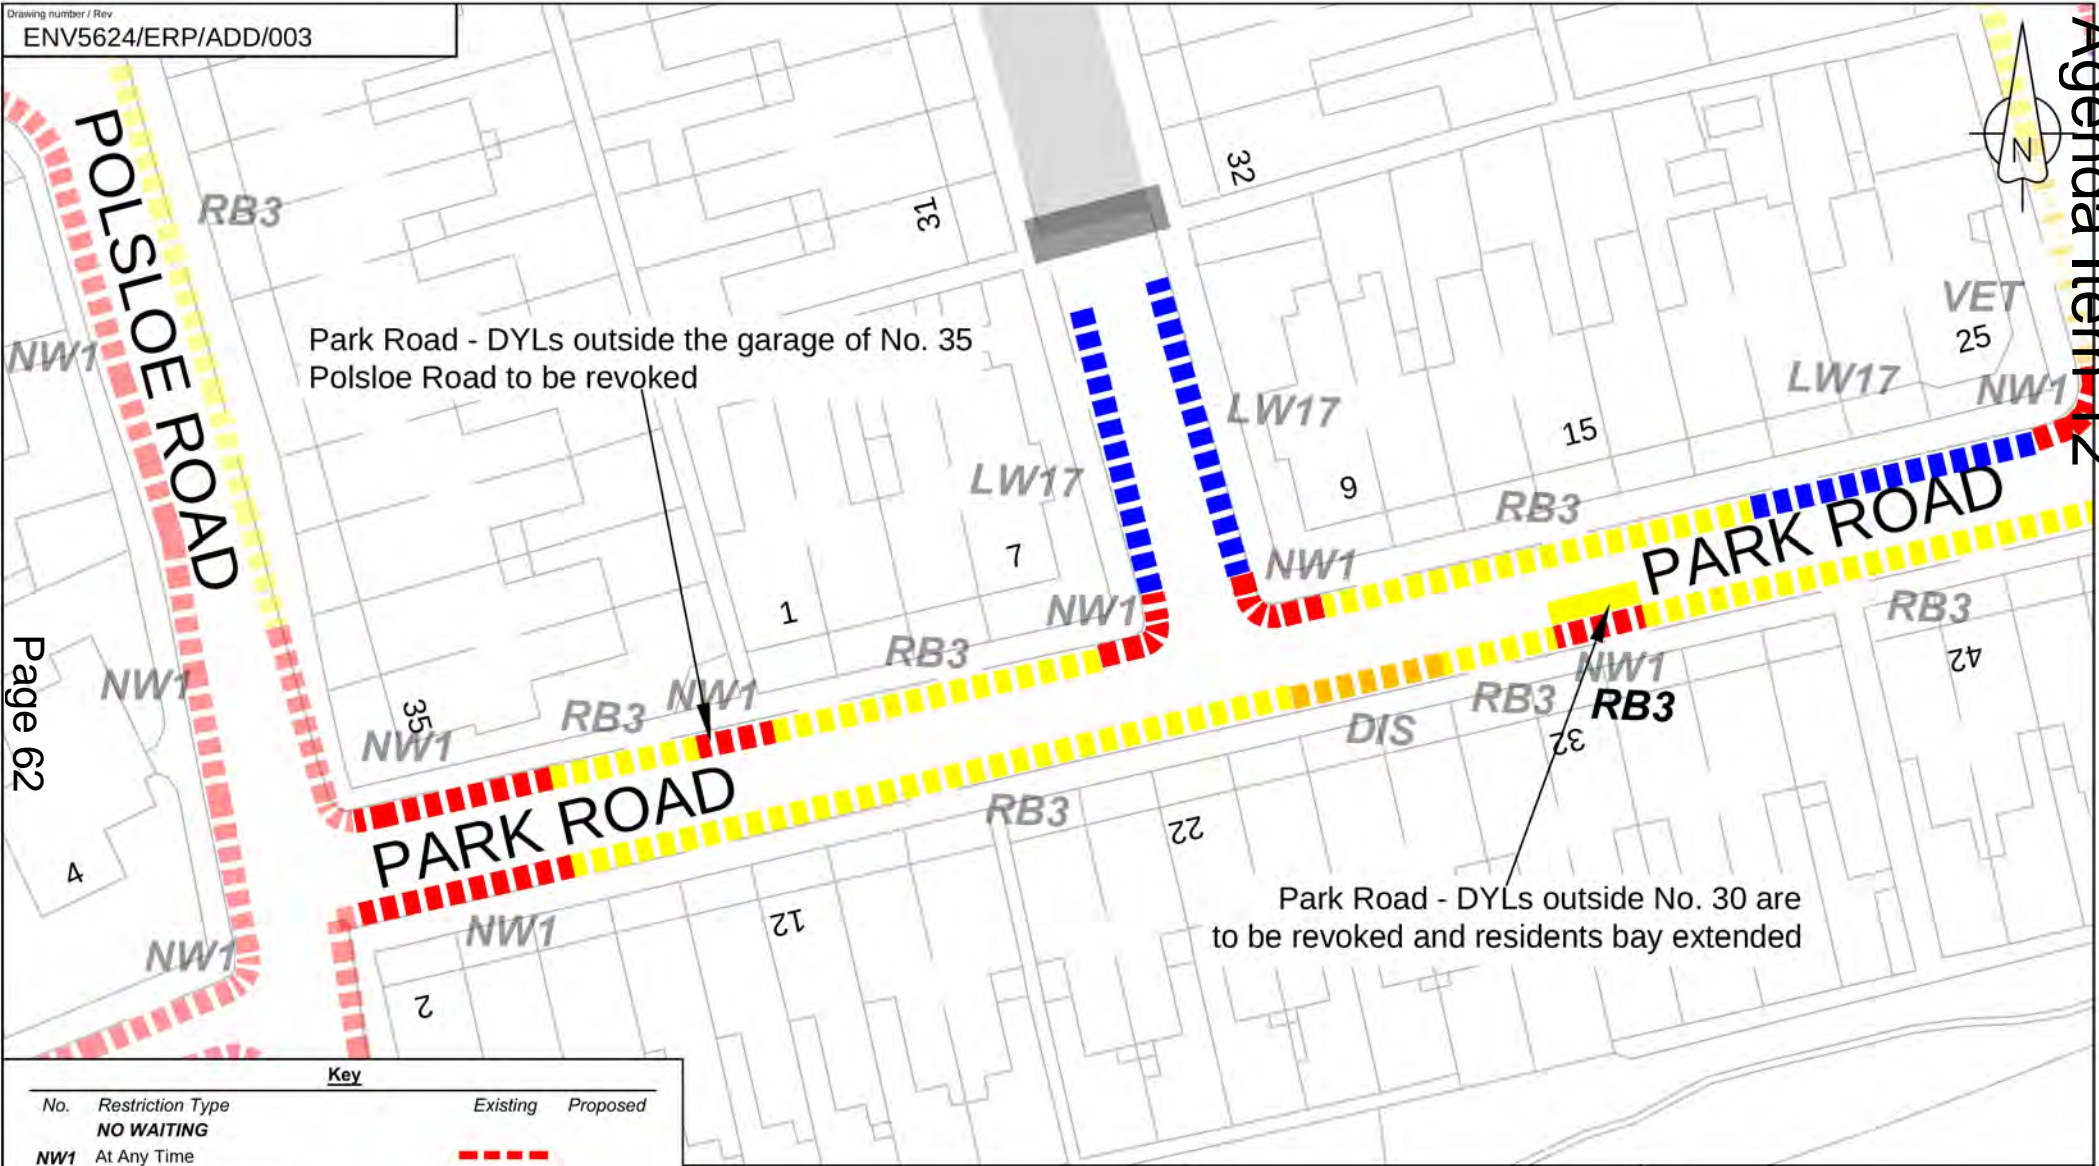 Drawing number / Rev
ENV5624/ERP/ADD/003
Agenda Item 12
Page 62
POLSLOE ROAD
RB3
NW1
NW1
NW1
4
31
32
N
Park Road - DYLs outside the garage of No. 35
Polsloe Road to be revoked
VET
25
LW17
NW1
LW17
LW17
15
9
7
1
RB3
NW1
NW1
RB3
PARK ROAD
RB3
42
35
NW1
RB3
NW1
PARK ROAD
NW1
RB3
RB3
DIS
32
RB3
22
12
NW1
2
Park Road - DYLs outside No. 30 are
to be revoked and residents bay extended
Key
No. Restriction Type Existing Proposed
NO WAITING
NW1 At Any Time